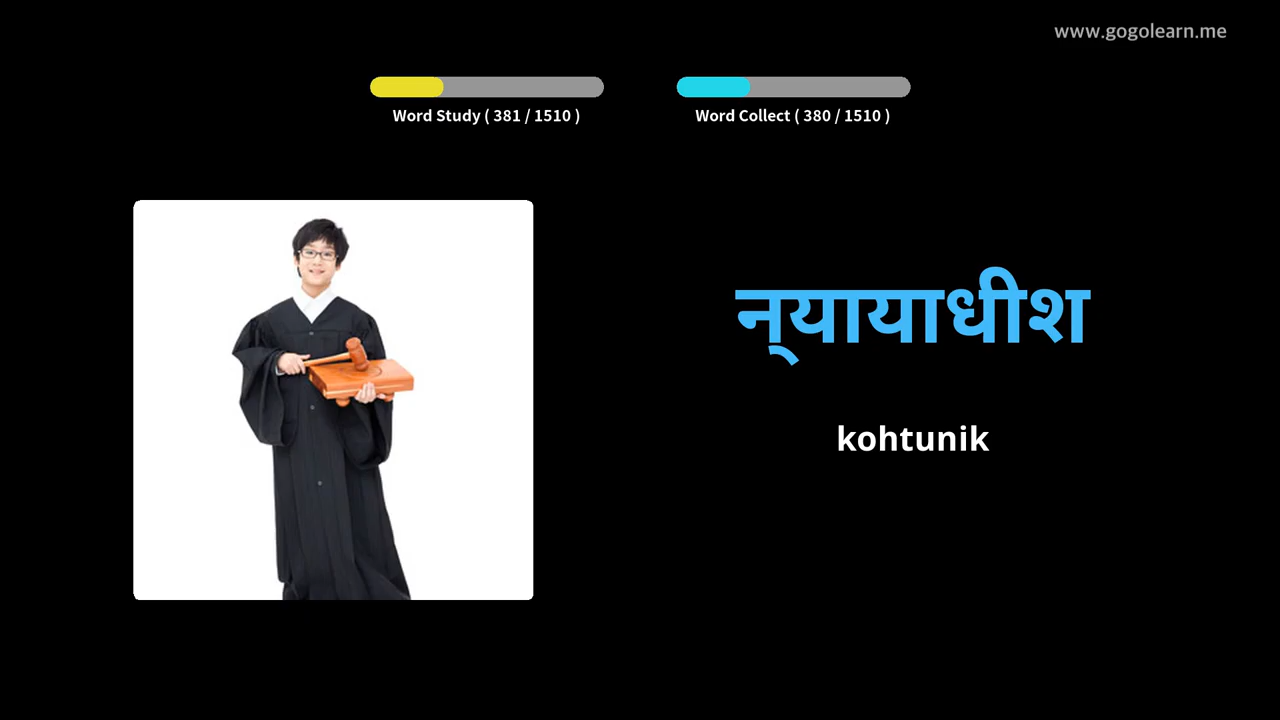 www.gogolearn.me
Word Study ( 381 / 1510 )
Word Collect ( 380 / 1510 )
न्यायाधीश
kohtunik